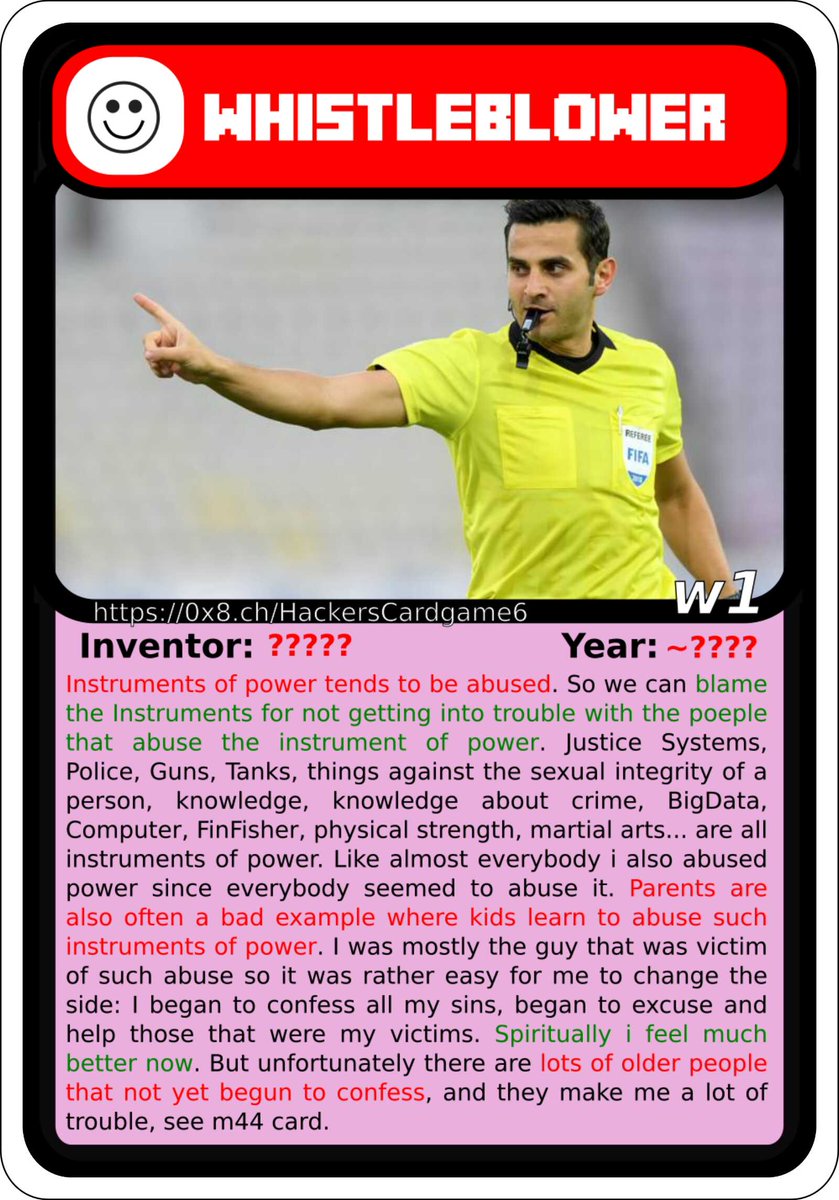 WHISTLEBLOWER
REFEREE
FIFA
w1
https://0x8.ch/HackersCardgame6
Inventor: ????? Year: ~????
Instruments of power tends to be abused. So we can blame
the Instruments for not getting into trouble with the poeple
that abuse the instrument of power. Justice Systems,
Police, Guns, Tanks, things against the sexual integrity of a
person, knowledge, knowledge about crime, BigData,
Computer, FinFisher, physical strength, martial arts... are all
instruments of power. Like almost everybody i also abused
power since everybody seemed to abuse it. Parents are
also often a bad example where kids learn to abuse such
instruments of power. I was mostly the guy that was victim
of such abuse so it was rather easy for me to change the
side: I began to confess all my sins, began to excuse and
help those that were my victims. Spiritually i feel much
better now. But unfortunately there are lots of older people
that not yet begun to confess, and they make me a lot of
trouble, see m44 card.